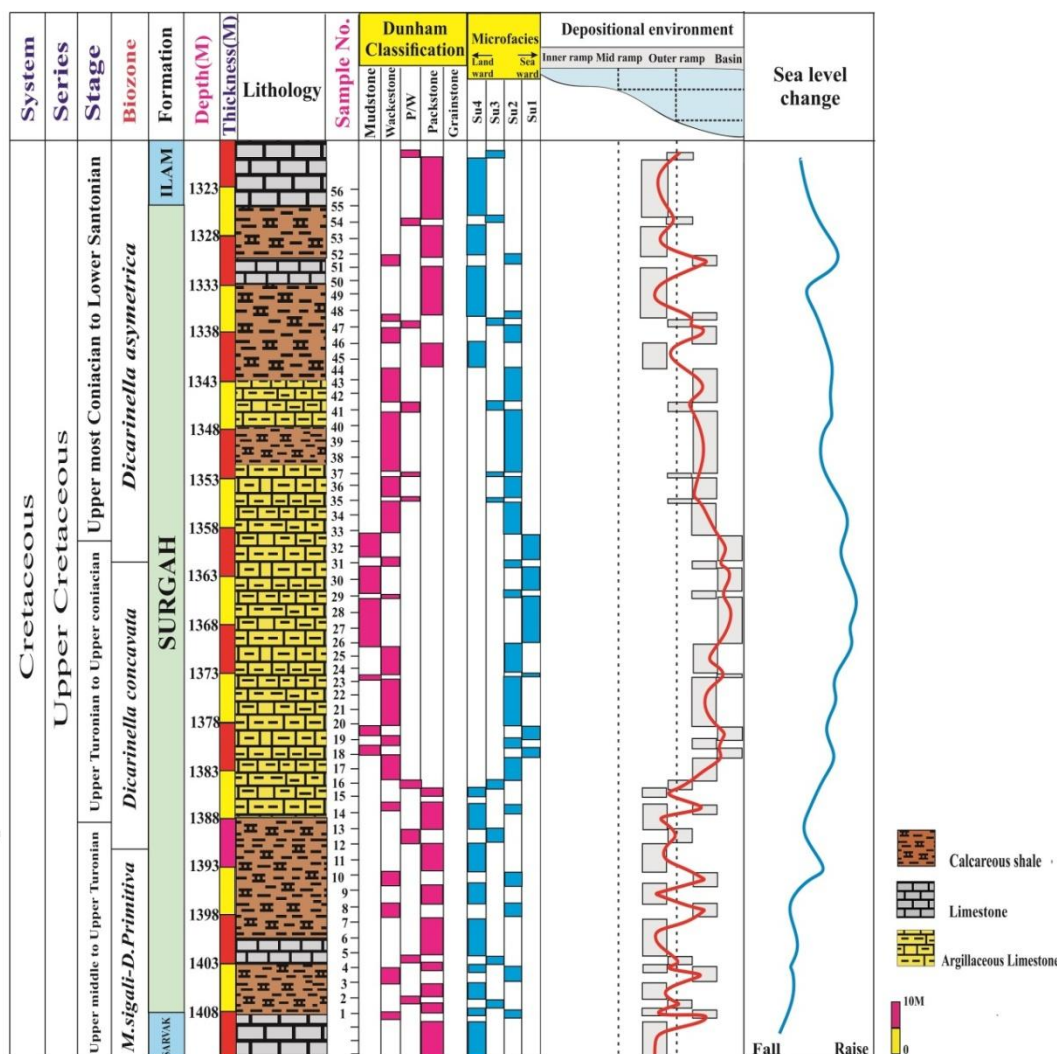 System
Series
Stage
Biozone
Formation
Depth(M)
Thickness(M)
Lithology
Sample No.
Dunham
Classification
Mudstone
Wackestone
P/W
Packstone
Grainstone
Microfacies
Land
ward
Sea
ward
Su4
Su3
Su2
Su1
Depositional environment
Inner ramp Mid ramp Outer ramp Basin
Sea level
change
Cretaceous
Upper Cretaceous
Upper most Coniacian to Lower Santonian
Upper Turonian to Upper coniacian
Upper middle to Upper Turonian
Dicarinella asymetrica
Dicarinella concavata
M.sigali-D.Primitiva
ILAM
SURGAH
SARVAK
1323
1328
1333
1338
1343
1348
1353
1358
1363
1368
1373
1378
1383
1388
1393
1398
1403
1408
56
55
54
53
52
51
50
49
48
47
46
45
44
43
42
41
40
39
38
37
36
35
34
33
32
31
30
29
28
27
26
25
24
23
22
21
20
19
18
17
16
15
14
13
12
11
10
9
8
7
6
5
4
3
2
1
Fall Raise
Calcareous shale
Limestone
Argillaceous Limestone
10M
0